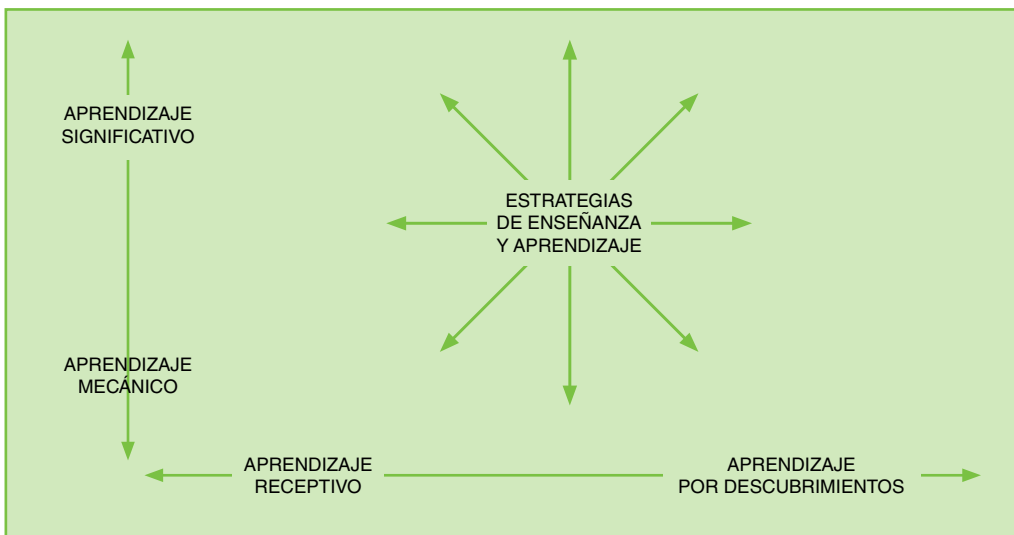 APRENDIZAJE
SIGNIFICATIVO
ESTRATEGIAS
DE ENSEÑANZA
Y APRENDIZAJE
APRENDIZAJE
MECÁNICO
APRENDIZAJE
RECEPTIVO
APRENDIZAJE
POR DESCUBRIMIENTOS